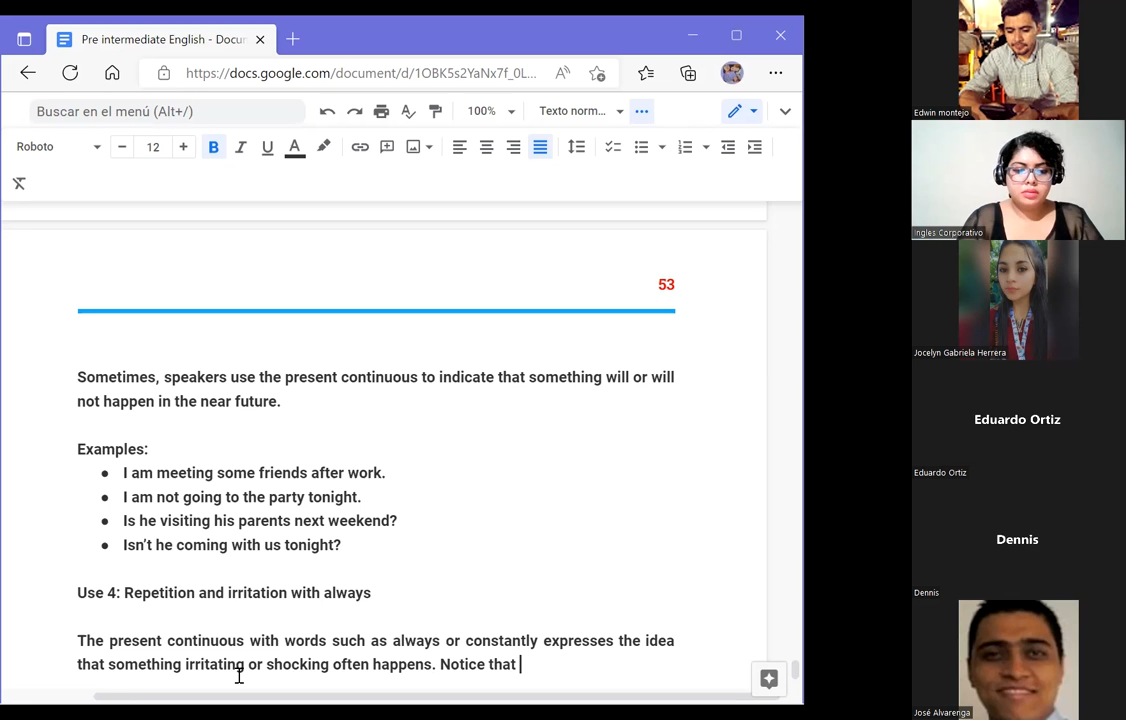 Pre intermediate English - Docur
https://docs.google.com/document/d/1OBK5s2YaNx7f_0L...
Buscar en el menú (Alt+/)
100%
Texto norm...
Roboto
12
B
I
U
A
53
Sometimes, speakers use the present continuous to indicate that something will or will
not happen in the near future.
Examples:
● I am meeting some friends after work.
● I am not going to the party tonight.
● Is he visiting his parents next weekend?
● Isn't he coming with us tonight?
Use 4: Repetition and irritation with always
The present continuous with words such as always or constantly expresses the idea
that something irritating or shocking often happens. Notice that
Edwin montejo
Ingles Corporativo
Jocelyn Gabriela Herrera
Eduardo Ortiz
Eduardo Ortiz
Dennis
Dennis
José Alvarenga